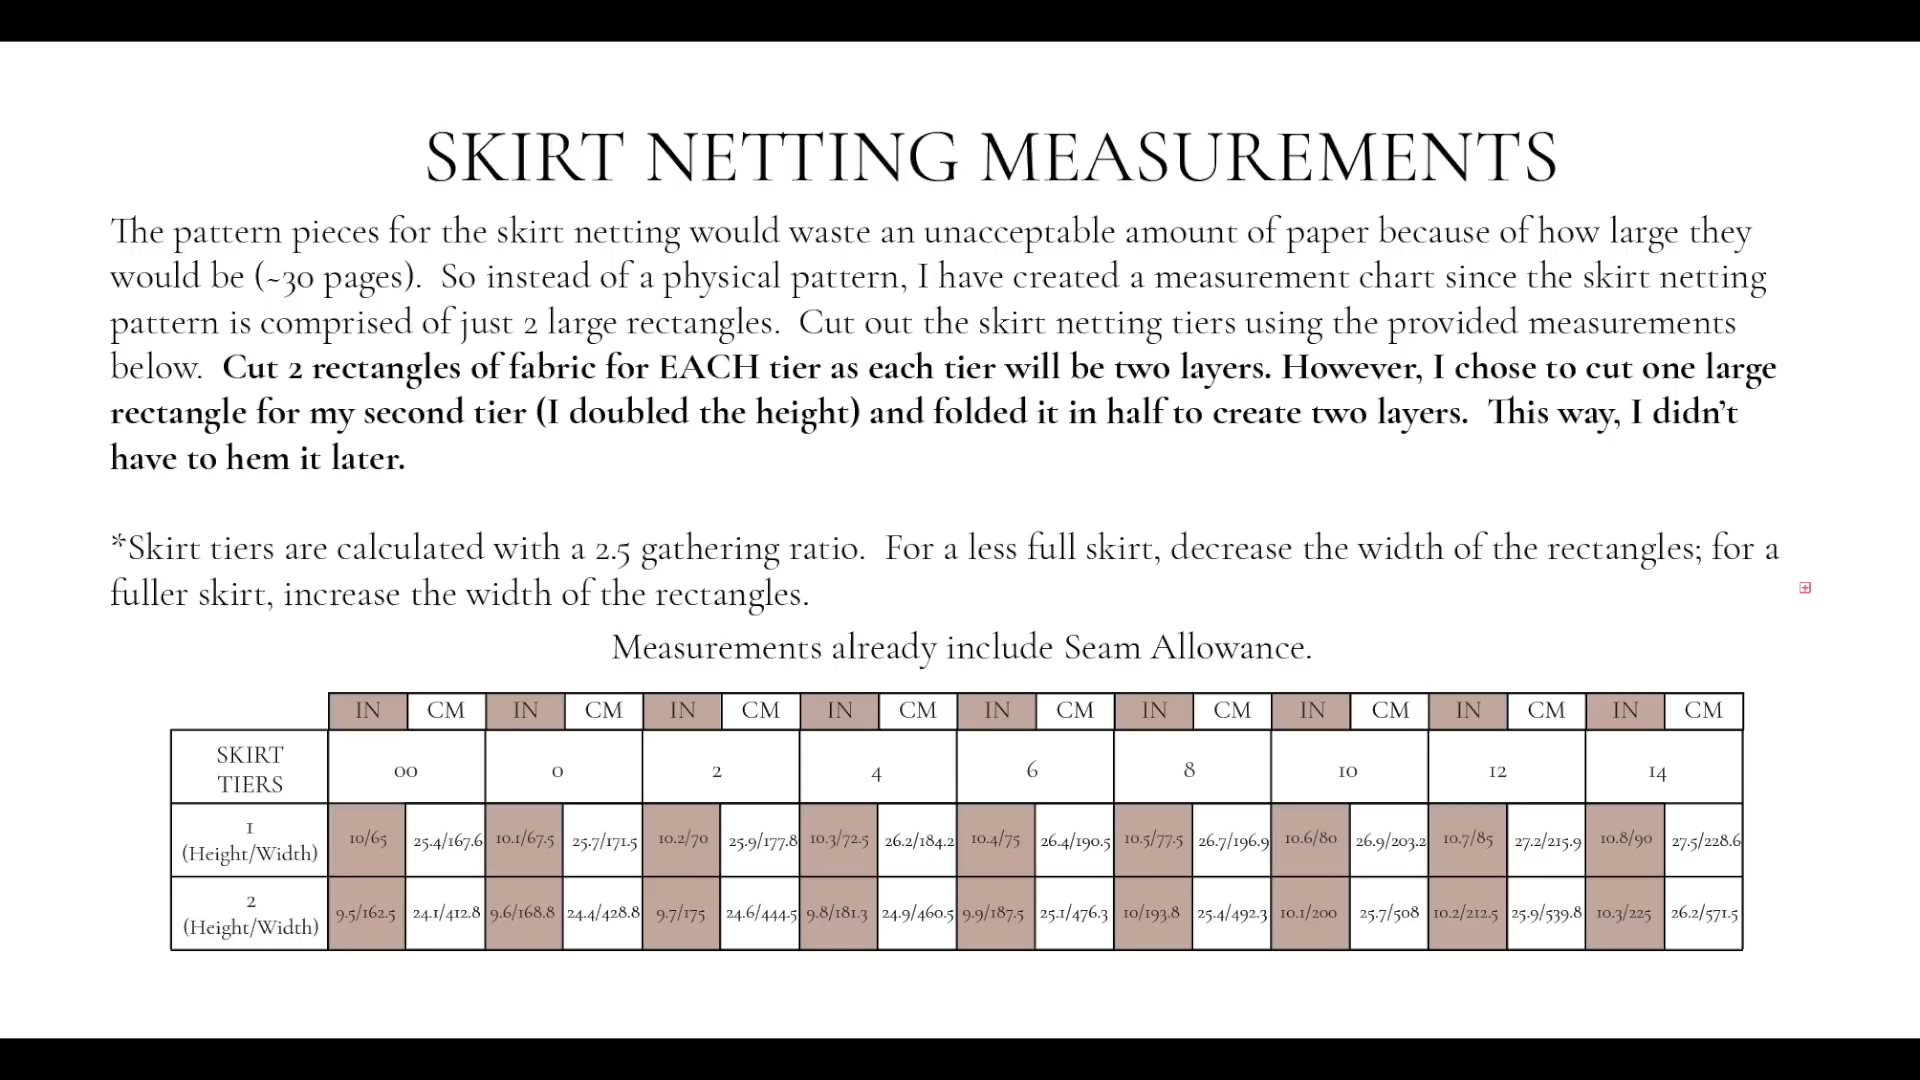 SKIRT NETTING MEASUREMENTS
The pattern pieces for the skirt netting would waste an unacceptable amount of paper because of how large they
would be (~30 pages).  So instead of a physical pattern, I have created a measurement chart since the skirt netting
pattern is comprised of just 2 large rectangles.  Cut out the skirt netting tiers using the provided measurements
below.  Cut 2 rectangles of fabric for EACH tier as each tier will be two layers. However, I chose to cut one large
rectangle for my second tier (I doubled the height) and folded it in half to create two layers.  This way, I didn't
have to hem it later.
*Skirt tiers are calculated with a 2.5 gathering ratio.  For a less full skirt, decrease the width of the rectangles; for a
fuller skirt, increase the width of the rectangles.
Measurements already include Seam Allowance.
IN CM IN CM IN CM IN CM IN CM IN CM IN CM IN CM IN CM
SKIRT
TIERS
00 0 2 4 6 8 10 12 14
1
(Height/Width)
10/65 25.4/167.6 10.1/67.5 25.7/171.5 10.2/70 25.9/177.8 10.3/72.5 26.2/184.2 10.4/75 26.4/190.5 10.5/77.5 26.7/196.9 10.6/80 26.9/203.2 10.7/85 27.2/215.9 10.8/90 27.5/228.6
2
(Height/Width)
9.5/162.5 24.1/412.8 9.6/168.8 24.4/428.8 9.7/175 24.6/444.5 9.8/181.3 24.9/460.5 9.9/187.5 25.1/476.3 10/193.8 25.4/492.3 10.1/200 25.7/508 10.2/212.5 25.9/539.8 10.3/225 26.2/571.5